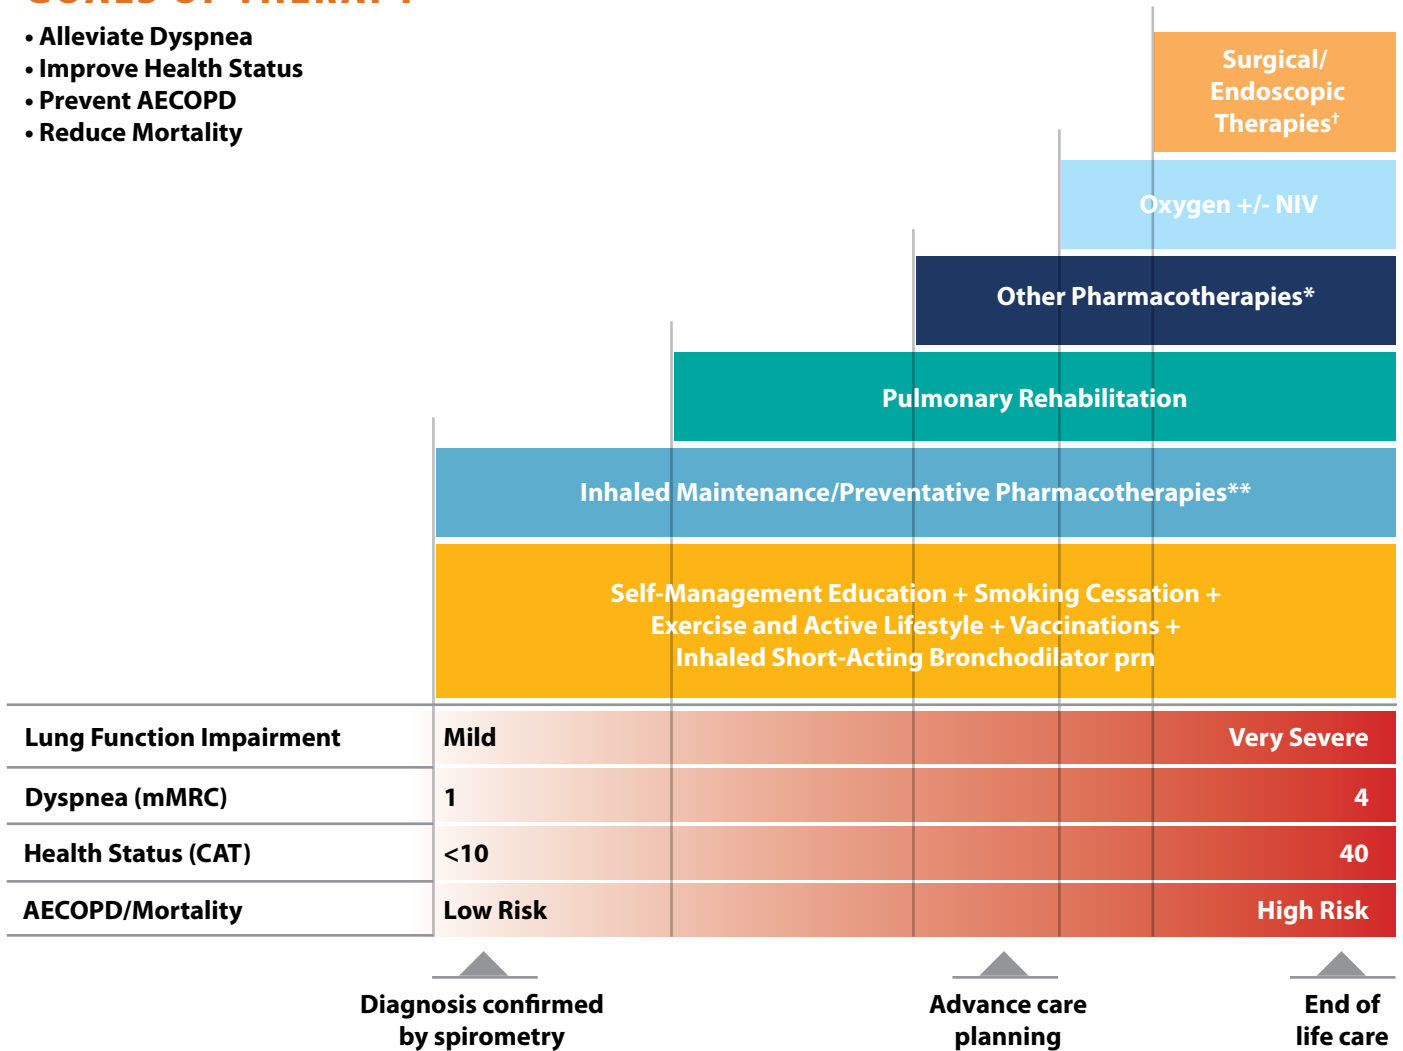 GOALS OF THERAPY
• Alleviate Dyspnea
• Improve Health Status
• Prevent AECOPD
• Reduce Mortality
Surgical/
Endoscopic
Therapies†
Oxygen +/- NIV
Other Pharmacotherapies*
Pulmonary Rehabilitation
Inhaled Maintenance/Preventative Pharmacotherapies**
Self-Management Education + Smoking Cessation +
Exercise and Active Lifestyle + Vaccinations +
Inhaled Short-Acting Bronchodilator prn
Lung Function Impairment Mild Very Severe
Dyspnea (mMRC) 1 4
Health Status (CAT) <10 40
AECOPD/Mortality Low Risk High Risk
Diagnosis confirmed
by spirometry
Advance care
planning
End of
life care